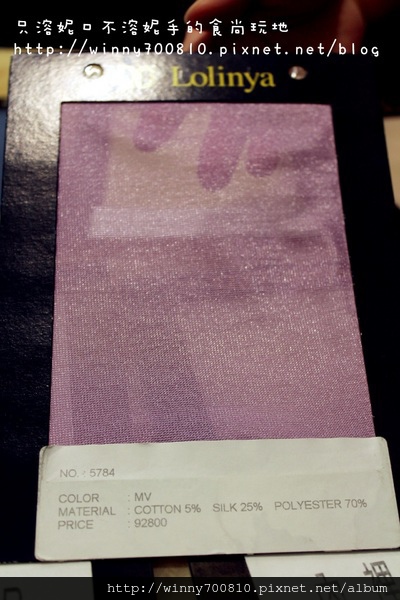 只溶妮口不溶妮手的食尚玩地
http://winny700810.pixnet.net/blog
Lolinya
NO. : 5784
COLOR : MV
MATERIAL : COTTON 5% SILK 25% POLYESTER 70%
PRICE : 92800
http://winny700810.pixnet.net/album